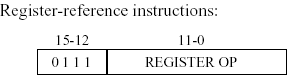 Register-reference instructions:
15-12 11-0
0 1 1 1 REGISTER OP